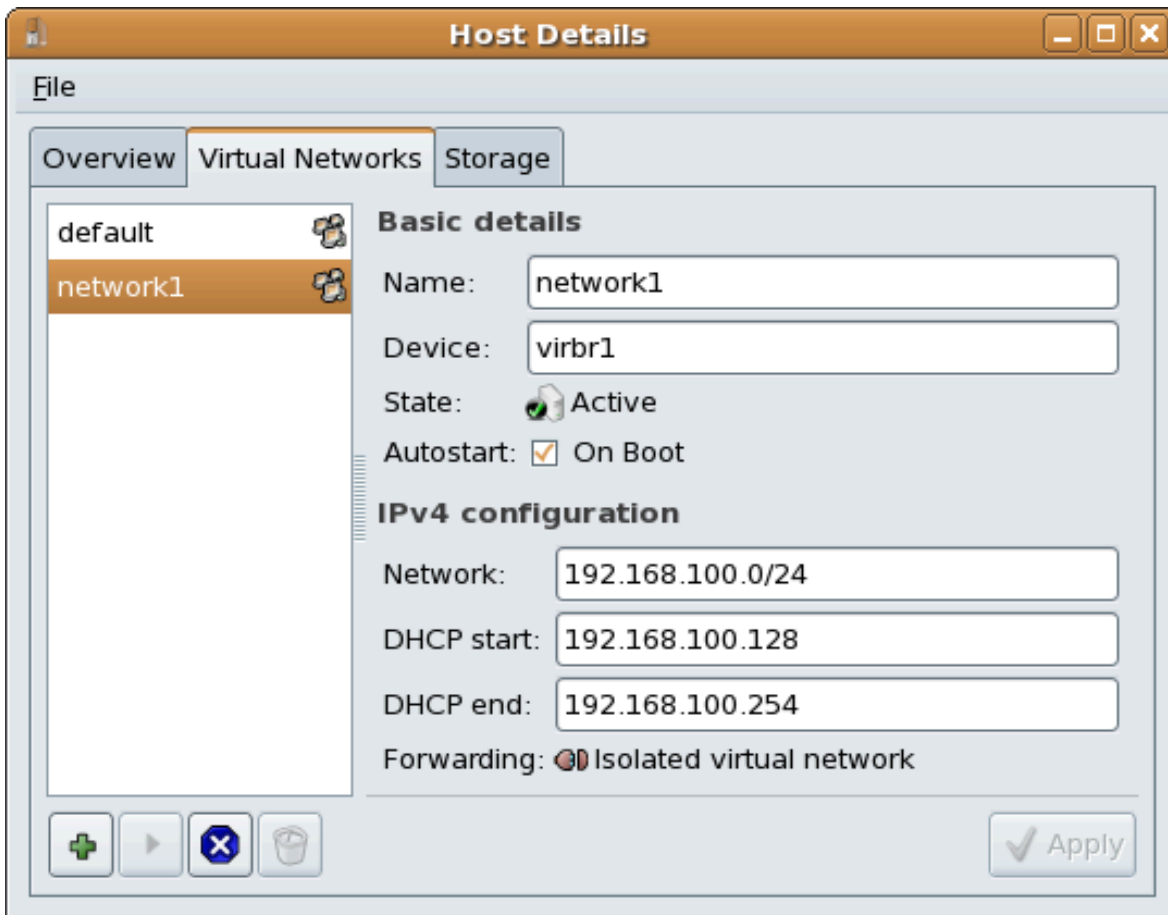 Host Details
File
Overview Virtual Networks Storage
default
network1
Basic details
Name: network1
Device: virbr1
State: Active
Autostart: On Boot
IPv4 configuration
Network: 192.168.100.0/24
DHCP start: 192.168.100.128
DHCP end: 192.168.100.254
Forwarding: Isolated virtual network
Apply